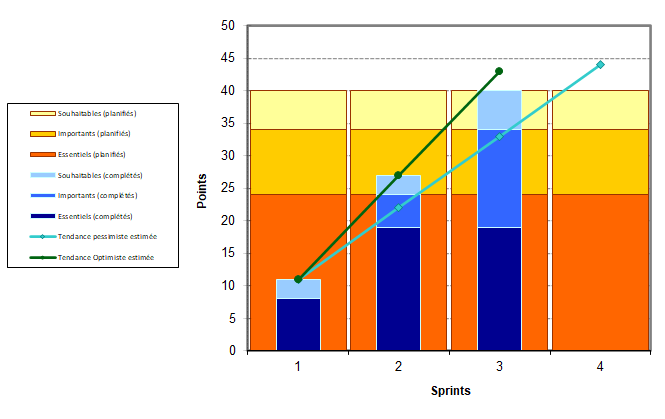 Souhaitables (planifiés)
Importants (planifiés)
Essentiels (planifiés)
Souhaitables (complétés)
Importants (complétés)
Essentiels (complétés)
Tendance pessimiste estimée
Tendance Optimiste estimée
50
45
40
35
30
25
20
15
10
5
0
Points
1 2 3 4
Sprints